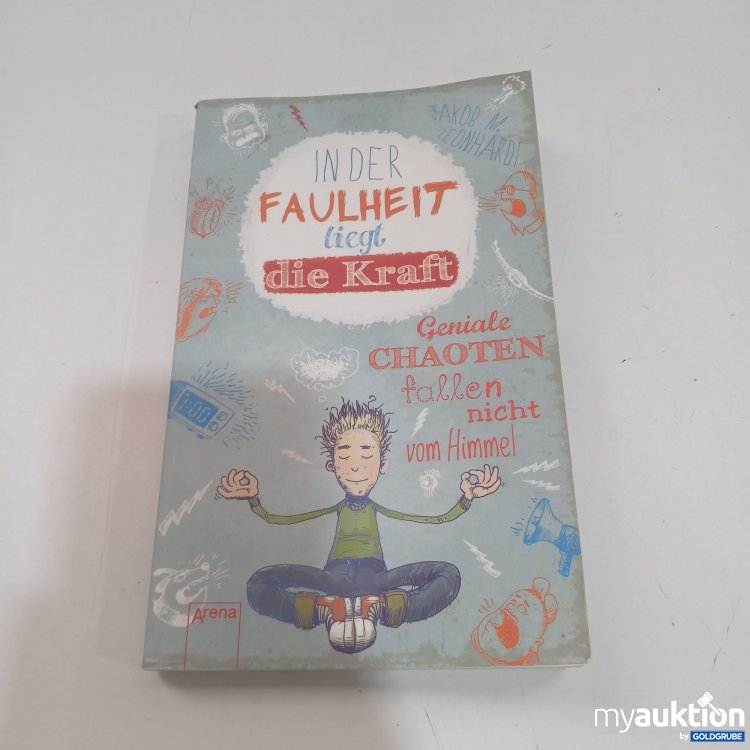 JAKOB M.
LEONHARDT
IN DER
FAULHEIT
liegt
die Kraft
Geniale
CHAOTEN
fallen
nicht
vom Himmel
Arena
myauktion
by GOLDGRUBE